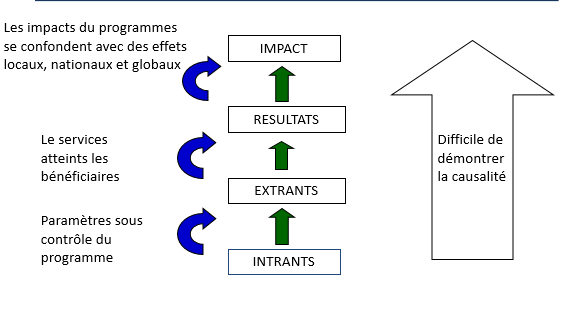 Les impacts du programmes
se confondent avec des effets
locaux, nationaux et globaux
IMPACT
RESULTATS
Le services
atteints les
bénéficiaires
EXTRANTS
Paramètres sous
contrôle du
programme
INTRANTS
Difficile de
démontrer
la causalité